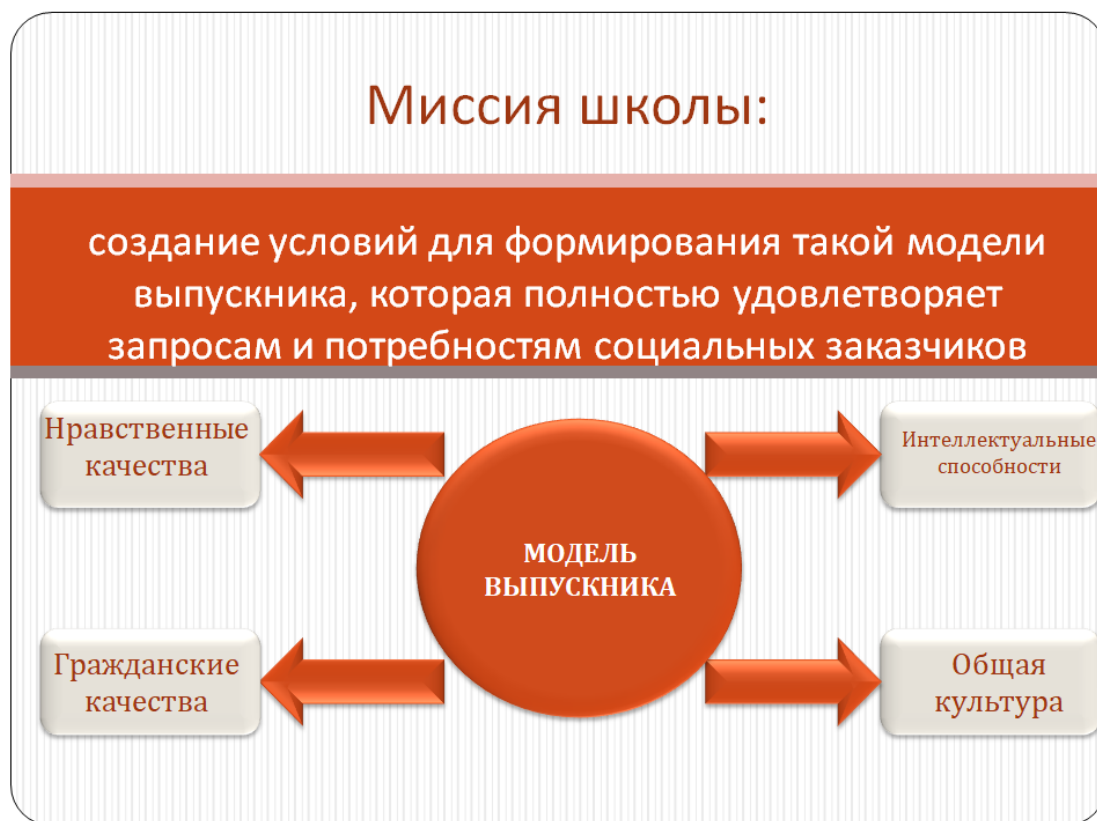 Миссия школы:
создание условий для формирования такой модели
выпускника, которая полностью удовлетворяет
запросам и потребностям социальных заказчиков
Нравственные
качества
Интеллектуальные
способности
МОДЕЛЬ
ВЫПУСКНИКА
Гражданские
качества
Общая
культура